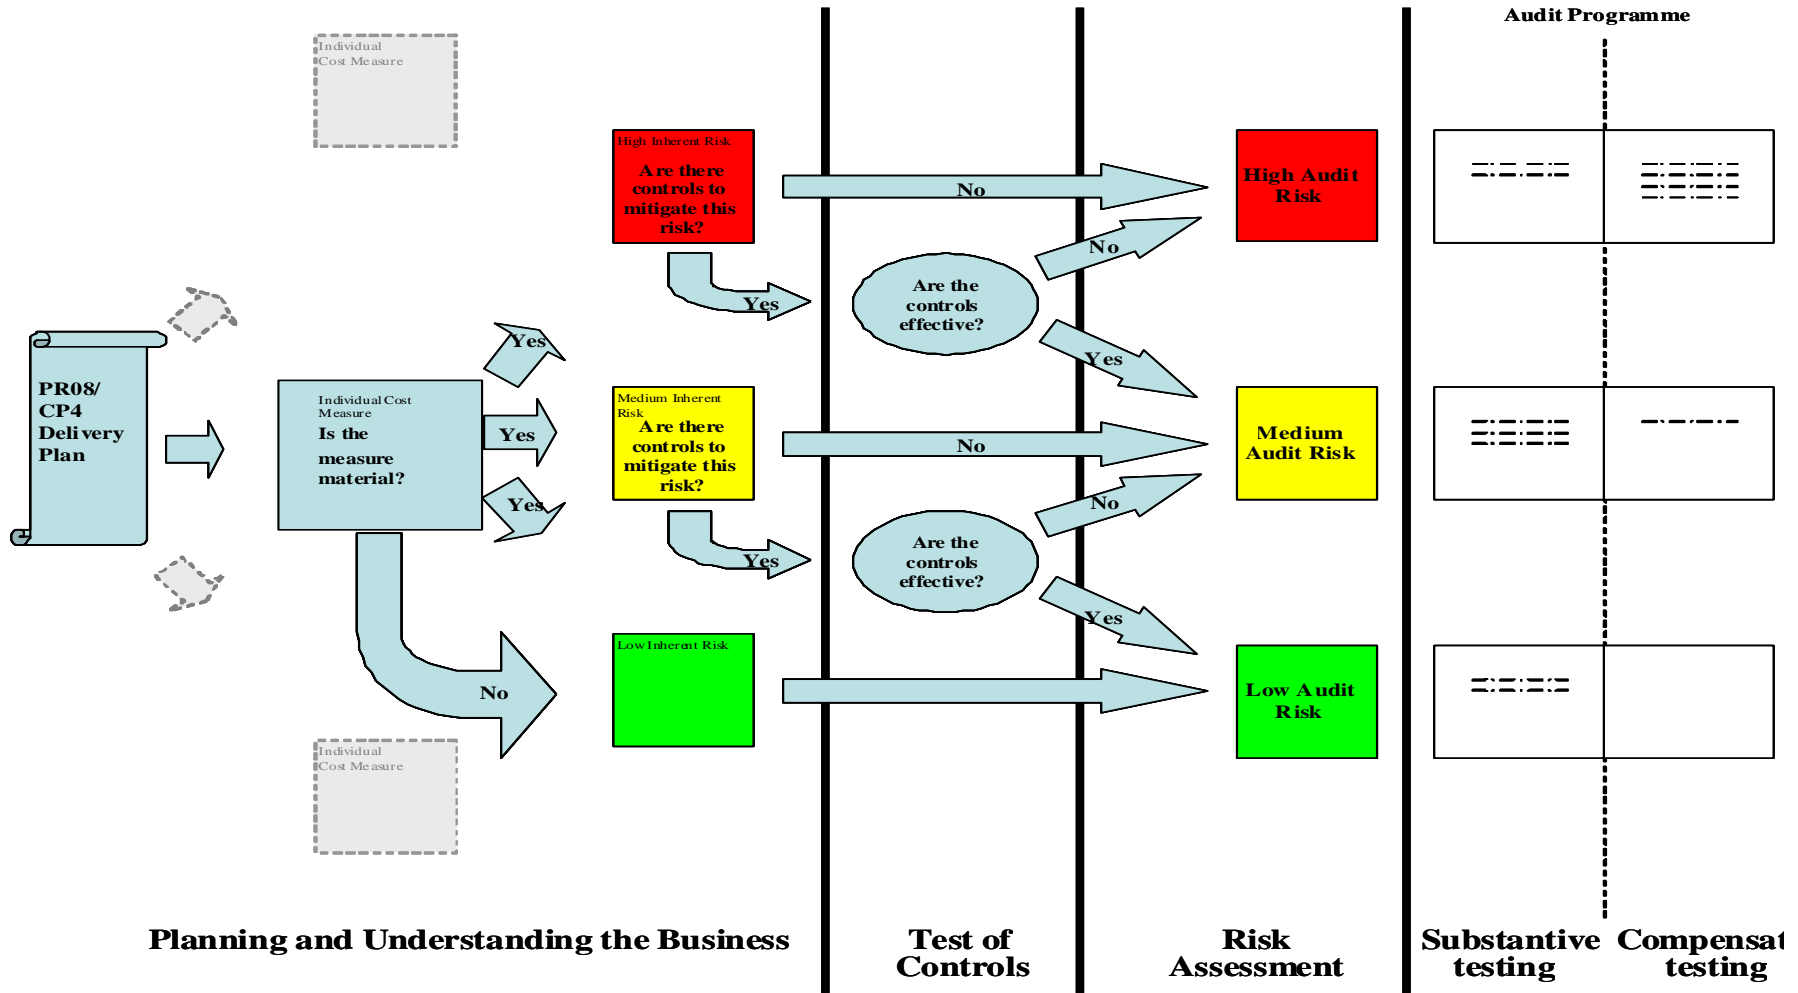 Audit Programme
Individual
Cost Measure
High Inherent Risk
Are there
controls to
mitigate this
risk?
No
High Audit
Risk
No
Yes
Are the
controls
effective?
Yes
PR08/
CP4
Delivery
Plan
Individual Cost
Measure
Is the
measure
material?
Yes
Yes
Yes
Medium Inherent
Risk
Are there
controls to
mitigate this
risk?
No
Medium
Audit Risk
No
Yes
Are the
controls
effective?
Yes
No
Low Inherent Risk
Low Audit
Risk
Individual
Cost Measure
Planning and Understanding the Business
Test of
Controls
Risk
Assessment
Substantive
testing
Compensat
testing